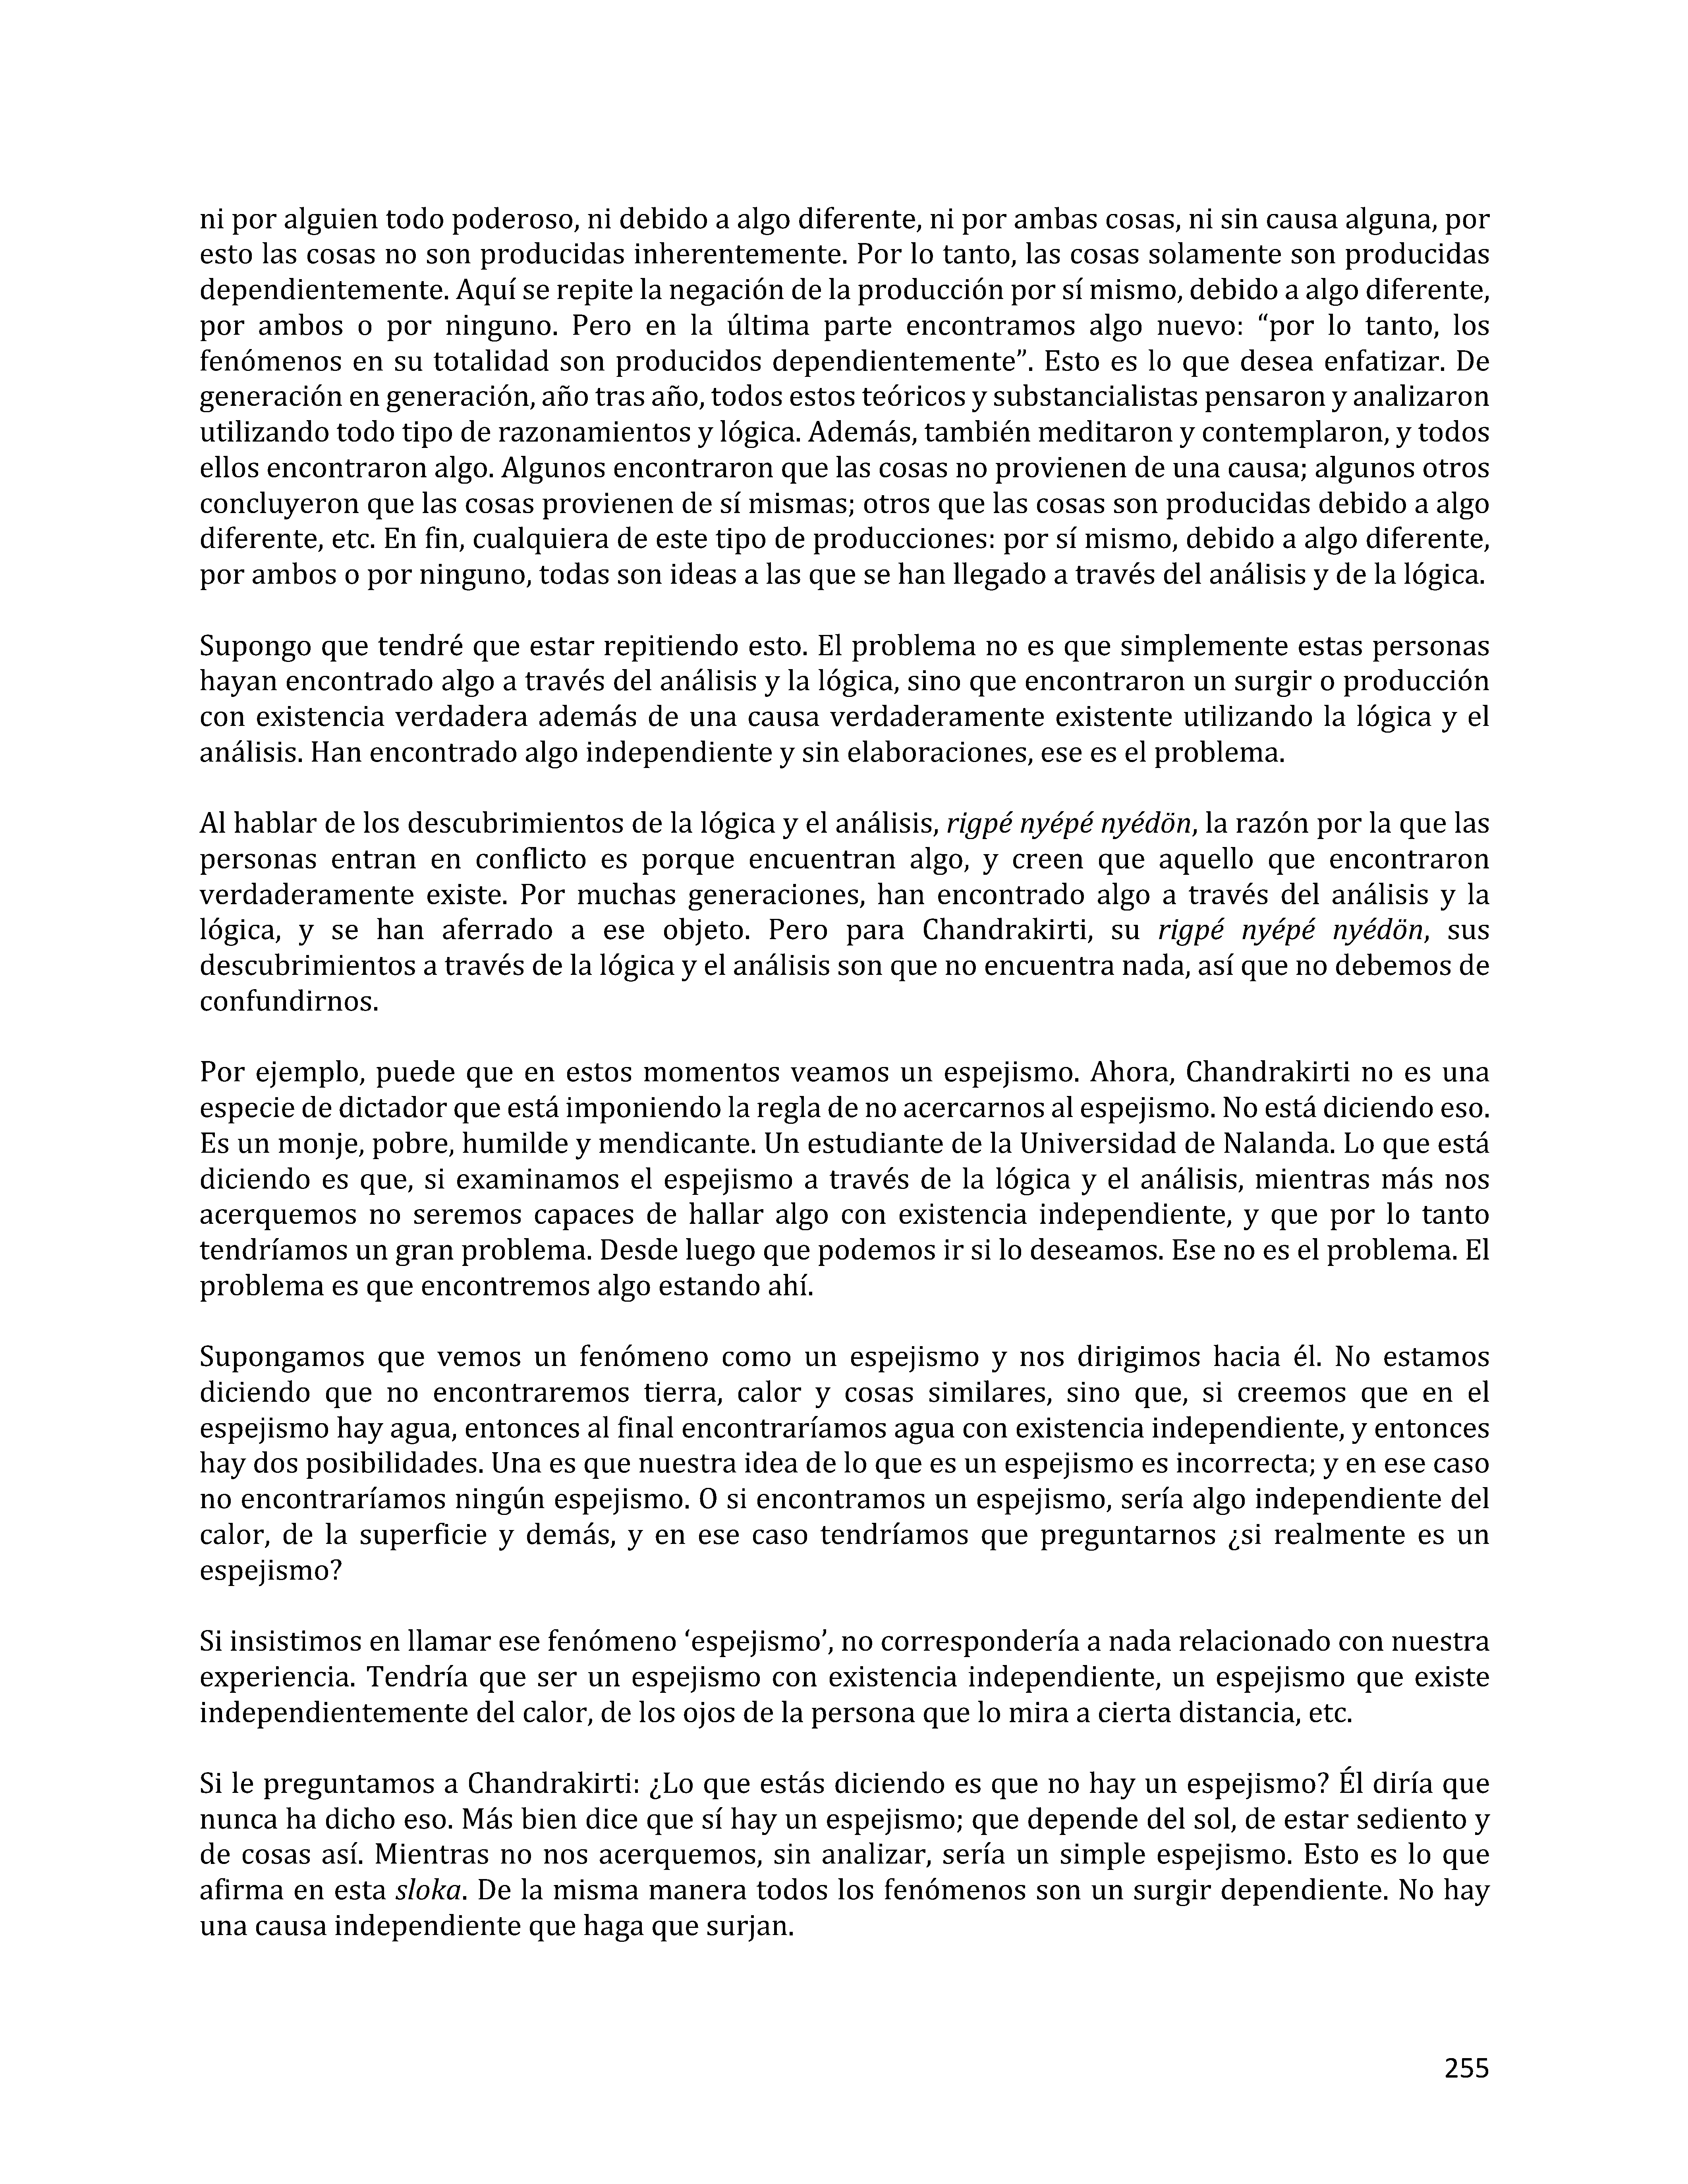 ni por alguien todo poderoso, ni debido a algo diferente, ni por ambas cosas, ni sin causa alguna, por
esto las cosas no son producidas inherentemente. Por lo tanto, las cosas solamente son producidas
dependientemente. Aquí se repite la negación de la producción por sí mismo, debido a algo diferente,
por ambos o por ninguno. Pero en la última parte encontramos algo nuevo: “por lo tanto, los
fenómenos en su totalidad son producidos dependientemente”. Esto es lo que desea enfatizar. De
generación en generación, año tras año, todos estos teóricos y substancialistas pensaron y analizaron
utilizando todo tipo de razonamientos y lógica. Además, también meditaron y contemplaron, y todos
ellos encontraron algo. Algunos encontraron que las cosas no provienen de una causa; algunos otros
concluyeron que las cosas provienen de sí mismas; otros que las cosas son producidas debido a algo
diferente, etc. En fin, cualquiera de este tipo de producciones: por sí mismo, debido a algo diferente,
por ambos o por ninguno, todas son ideas a las que se han llegado a través del análisis y de la lógica.
Supongo que tendré que estar repitiendo esto. El problema no es que simplemente estas personas
hayan encontrado algo a través del análisis y la lógica, sino que encontraron un surgir o producción
con existencia verdadera además de una causa verdaderamente existente utilizando la lógica y el
análisis. Han encontrado algo independiente y sin elaboraciones, ese es el problema.
Al hablar de los descubrimientos de la lógica y el análisis, rigpé nyépé nyédön, la razón por la que las
personas entran en conflicto es porque encuentran algo, y creen que aquello que encontraron
verdaderamente existe. Por muchas generaciones, han encontrado algo a través del análisis y la
lógica, y se han aferrado a ese objeto. Pero para Chandrakirti, su rigpé nyépé nyédön, sus
descubrimientos a través de la lógica y el análisis son que no encuentra nada, así que no debemos de
confundirnos.
Por ejemplo, puede que en estos momentos veamos un espejismo. Ahora, Chandrakirti no es una
especie de dictador que está imponiendo la regla de no acercarnos al espejismo. No está diciendo eso.
Es un monje, pobre, humilde y mendicante. Un estudiante de la Universidad de Nalanda. Lo que está
diciendo es que, si examinamos el espejismo a través de la lógica y el análisis, mientras más nos
acerquemos no seremos capaces de hallar algo con existencia independiente, y que por lo tanto
tendríamos un gran problema. Desde luego que podemos ir si lo deseamos. Ese no es el problema. El
problema es que encontremos algo estando ahí.
Supongamos que vemos un fenómeno como un espejismo y nos dirigimos hacia él. No estamos
diciendo que no encontraremos tierra, calor y cosas similares, sino que, si creemos que en el
espejismo hay agua, entonces al final encontraríamos agua con existencia independiente, y entonces
hay dos posibilidades. Una es que nuestra idea de lo que es un espejismo es incorrecta; y en ese caso
no encontraríamos ningún espejismo. O si encontramos un espejismo, sería algo independiente del
calor, de la superficie y demás, y en ese caso tendríamos que preguntarnos ¿si realmente es un
espejismo?
Si insistimos en llamar ese fenómeno ‘espejismo’, no correspondería a nada relacionado con nuestra
experiencia. Tendría que ser un espejismo con existencia independiente, un espejismo que existe
independientemente del calor, de los ojos de la persona que lo mira a cierta distancia, etc.
Si le preguntamos a Chandrakirti: ¿Lo que estás diciendo es que no hay un espejismo? Él diría que
nunca ha dicho eso. Más bien dice que sí hay un espejismo; que depende del sol, de estar sediento y
de cosas así. Mientras no nos acerquemos, sin analizar, sería un simple espejismo. Esto es lo que
afirma en esta sloka. De la misma manera todos los fenómenos son un surgir dependiente. No hay
una causa independiente que haga que surjan.
255